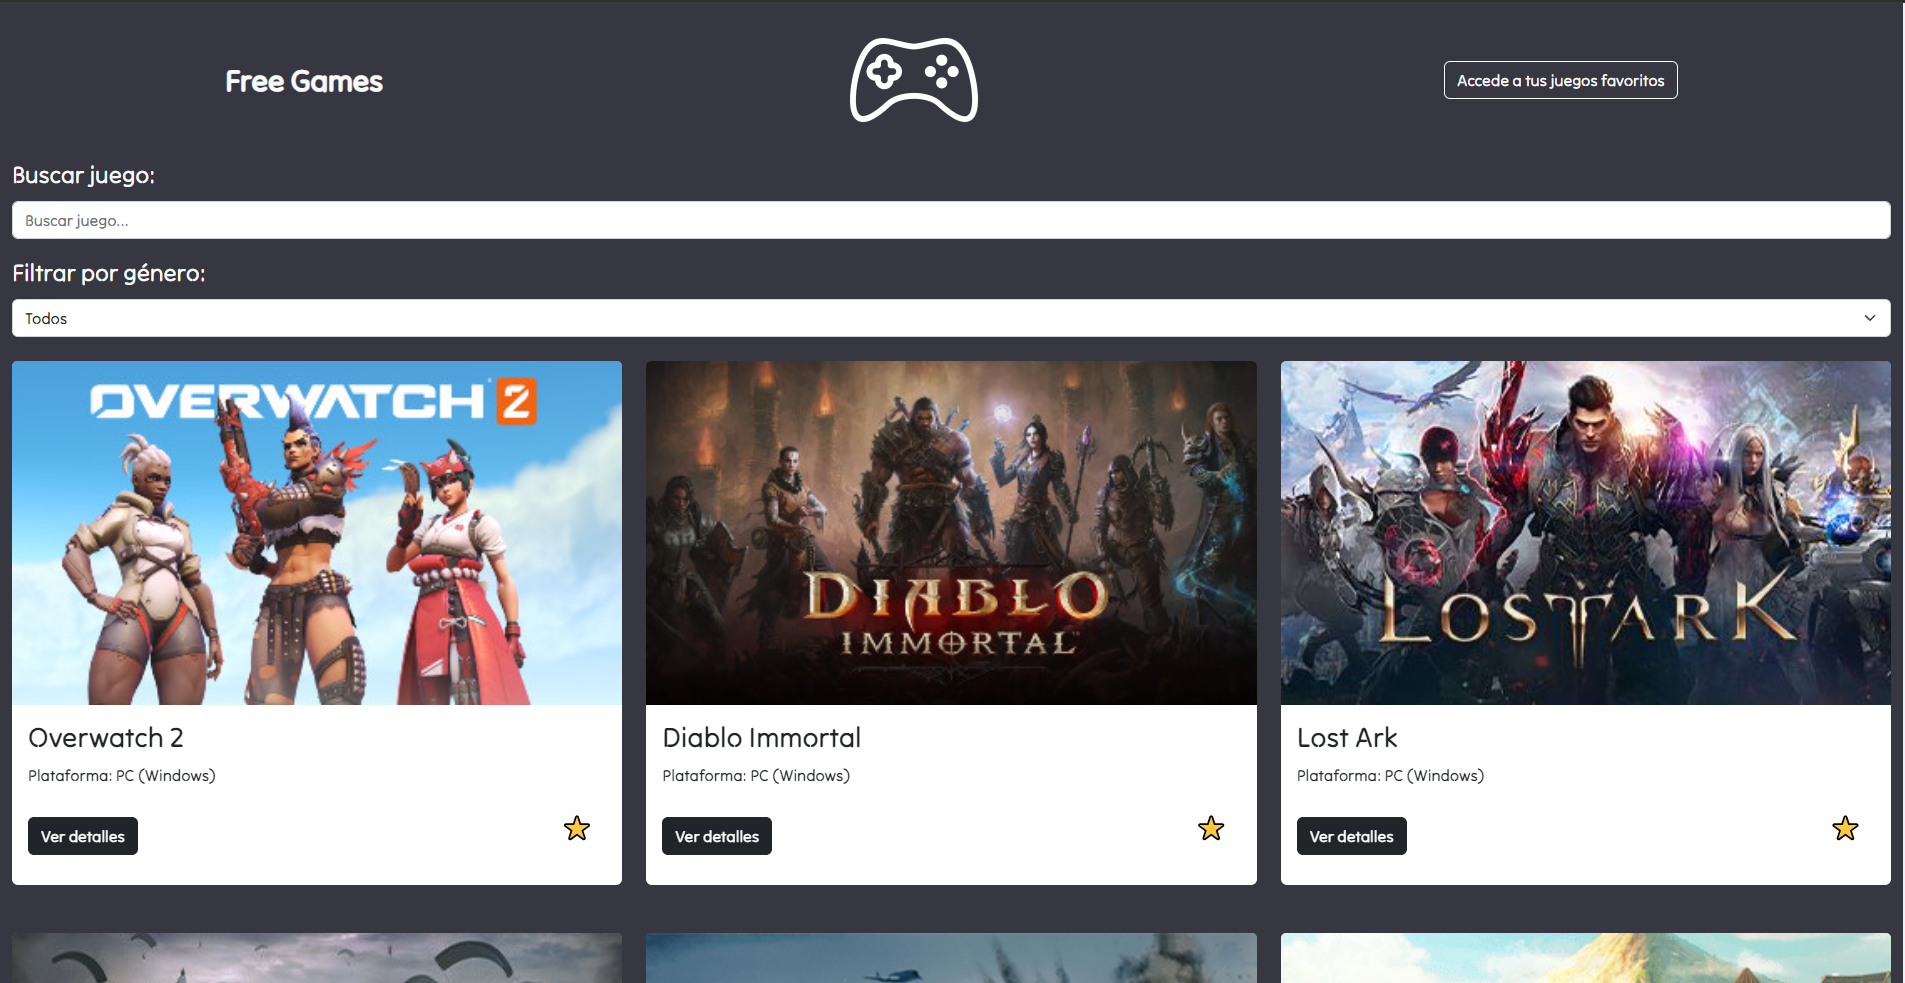 Free Games
Accede a tus juegos favoritos
Buscar juego:
Buscar juego...
Filtrar por género:
Todos
OVERWATCH 2
DIABLO
IMMORTAL
LOST ARK
Overwatch 2
Plataforma: PC (Windows)
Ver detalles
Diablo Immortal
Plataforma: PC (Windows)
Ver detalles
Lost Ark
Plataforma: PC (Windows)
Ver detalles